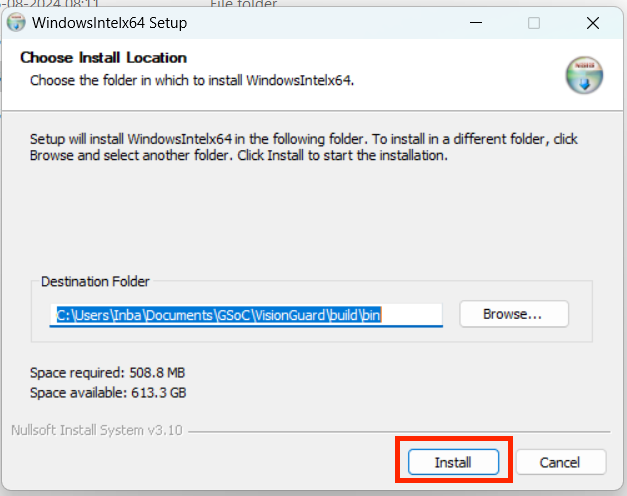 -08-2024 08:11 File folder
WindowsIntelx64 Setup
Choose Install Location
Choose the folder in which to install WindowsIntelx64.
Setup will install WindowsIntelx64 in the following folder. To install in a different folder, click
Browse and select another folder. Click Install to start the installation.
Destination Folder
C:\Users\Inba\Documents\GSoC\VisionGuard\build\bin
Browse...
Space required: 508.8 MB
Space available: 613.3 GB
Nullsoft Install System v3.10
Install
Cancel